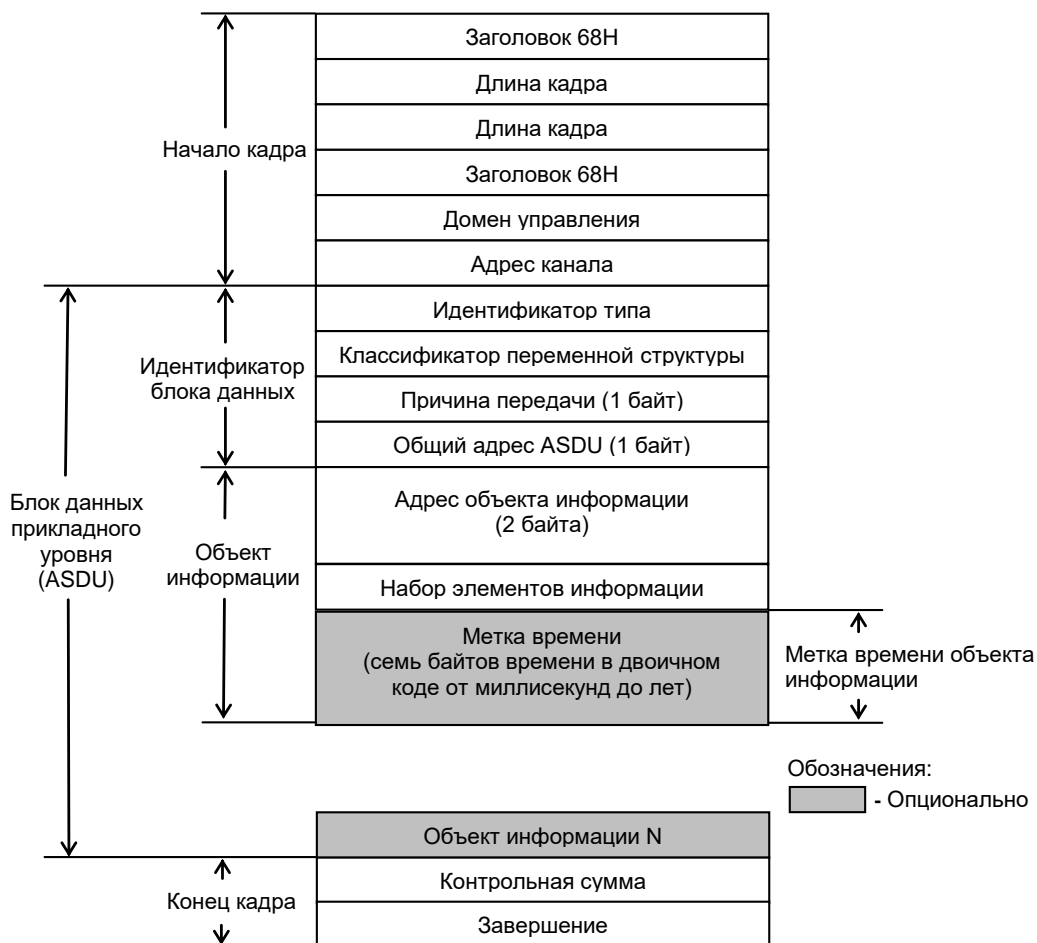 Заголовок 68H
Длина кадра
Длина кадра
Начало кадра
Заголовок 68H
Домен управления
Адрес канала
Идентификатор типа
Классификатор переменной структуры
Идентификатор
блока данных
Причина передачи (1 байт)
Общий адрес ASDU (1 байт)
Блок данных
прикладного
уровня
(ASDU)
Адрес объекта информации
(2 байта)
Объект
информации
Набор элементов информации
Метка времени
(семь байтов времени в двоичном
коде от миллисекунд до лет)
Метка времени объекта
информации
Обозначения:
- Опционально
Объект информации N
Контрольная сумма
Конец кадра
Завершение